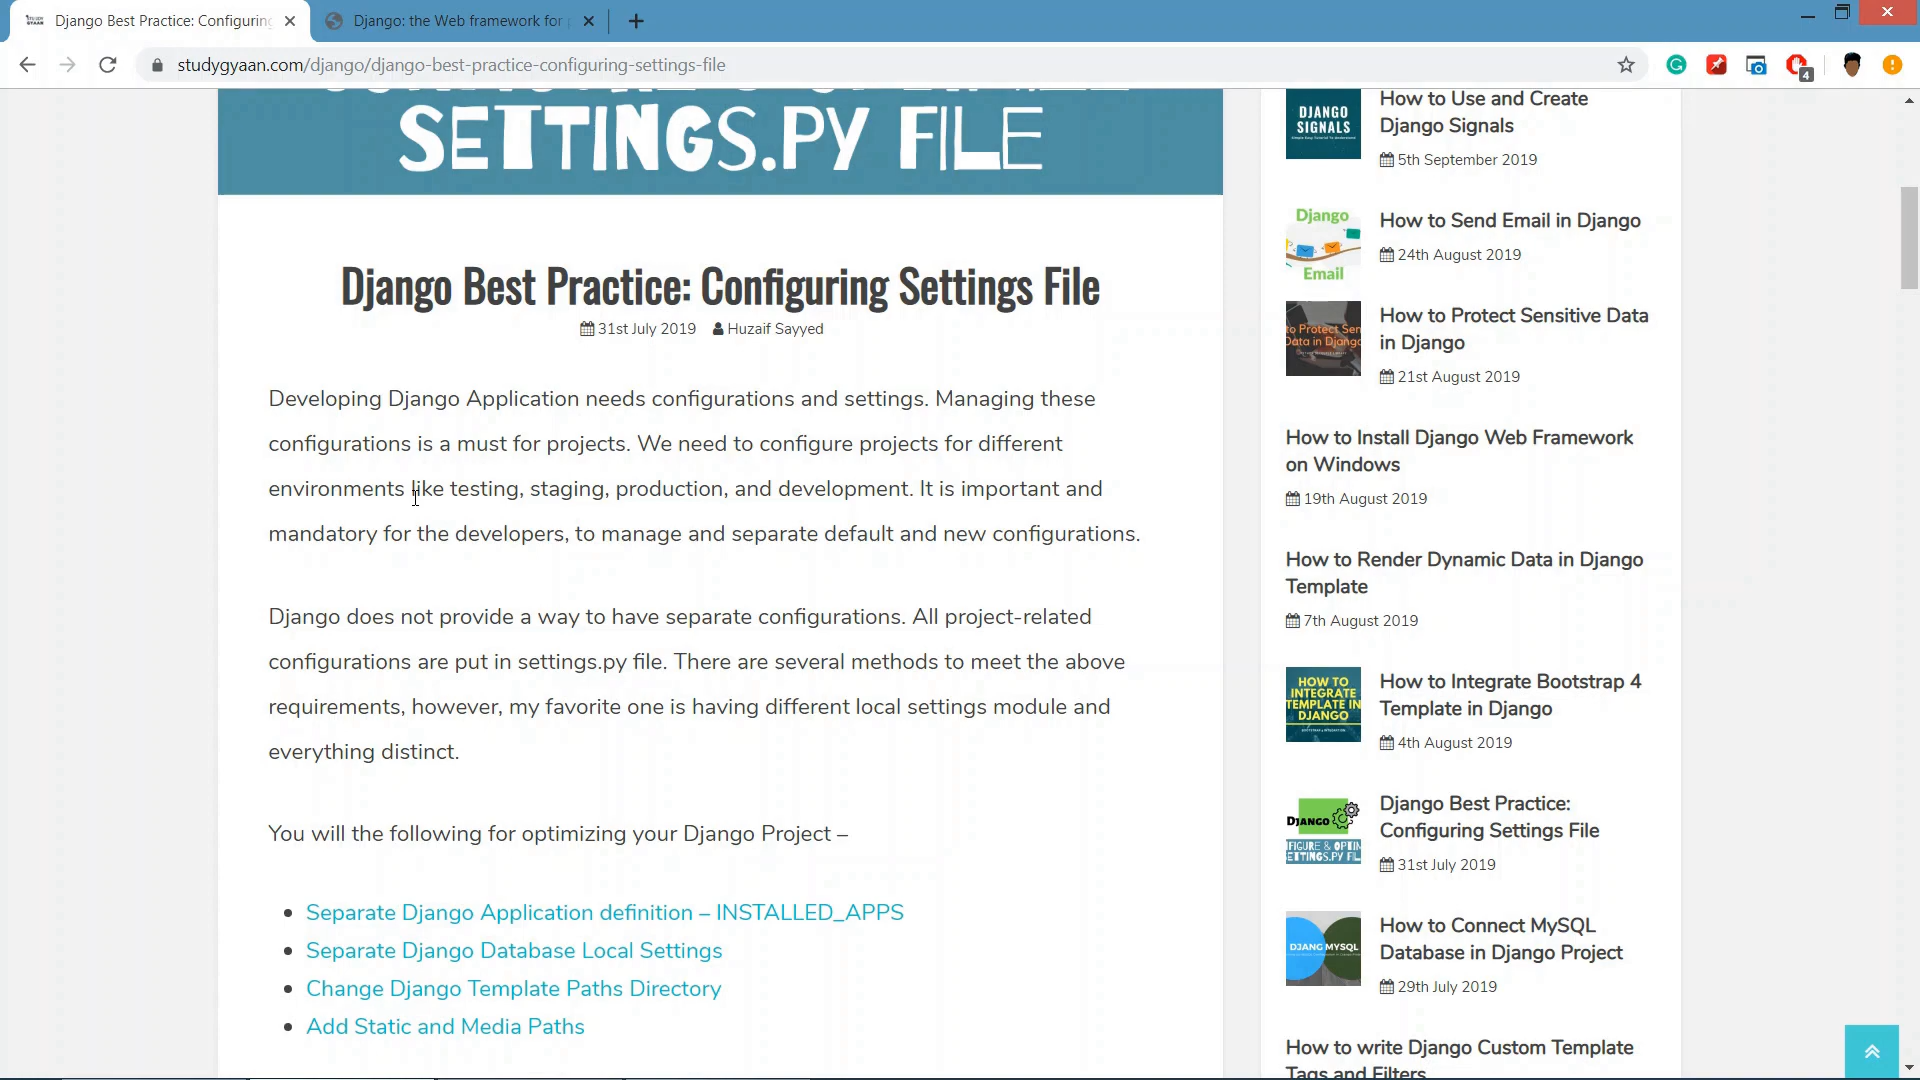 Django Best Practice: Configuring
Django: the Web framework for
studygyaan.com/django/django-best-practice-configuring-settings-file
4
SETTINGS.PY FILE
Django Best Practice: Configuring Settings File
31st July 2019 Huzaif Sayyed
Developing Django Application needs configurations and settings. Managing these
configurations is a must for projects. We need to configure projects for different
environments like testing, staging, production, and development. It is important and
mandatory for the developers, to manage and separate default and new configurations.
Django does not provide a way to have separate configurations. All project-related
configurations are put in settings.py file. There are several methods to meet the above
requirements, however, my favorite one is having different local settings module and
everything distinct.
You will the following for optimizing your Django Project –
Separate Django Application definition – INSTALLED_APPS
Separate Django Database Local Settings
Change Django Template Paths Directory
Add Static and Media Paths
DJANGO
SIGNALS
How to Use and Create
Django Signals
5th September 2019
Django
Email
How to Send Email in Django
24th August 2019
to Protect Sen
Data in Django
How to Protect Sensitive Data
in Django
21st August 2019
How to Install Django Web Framework
on Windows
19th August 2019
How to Render Dynamic Data in Django
Template
7th August 2019
HOW TO
INTEGRATE
TEMPLATE IN
DJANGO
How to Integrate Bootstrap 4
Template in Django
4th August 2019
DJANGO
FIGURE & OPTIM
SETTINGS.PY FIL
Django Best Practice:
Configuring Settings File
31st July 2019
DJANG MYSQL
How to Connect MySQL
Database in Django Project
29th July 2019
How to write Django Custom Template
Tags and Filters